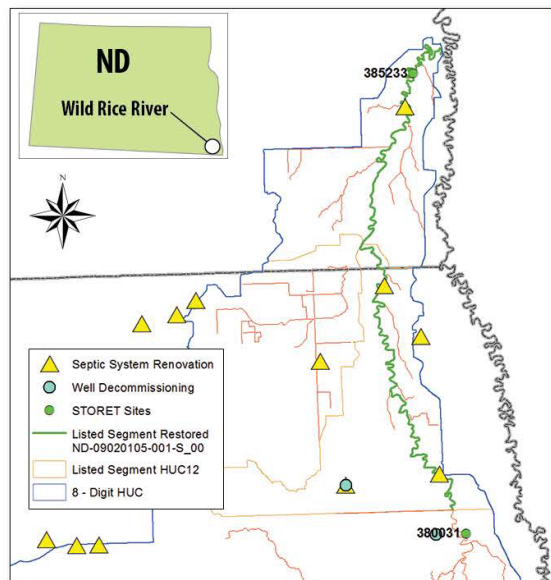 ND
Wild Rice River
N
385233
Septic System Renovation
Well Decommissioning
STORET Sites
Listed Segment Restored
ND-09020105-001-S_00
Listed Segment HUC12
8 - Digit HUC
380031